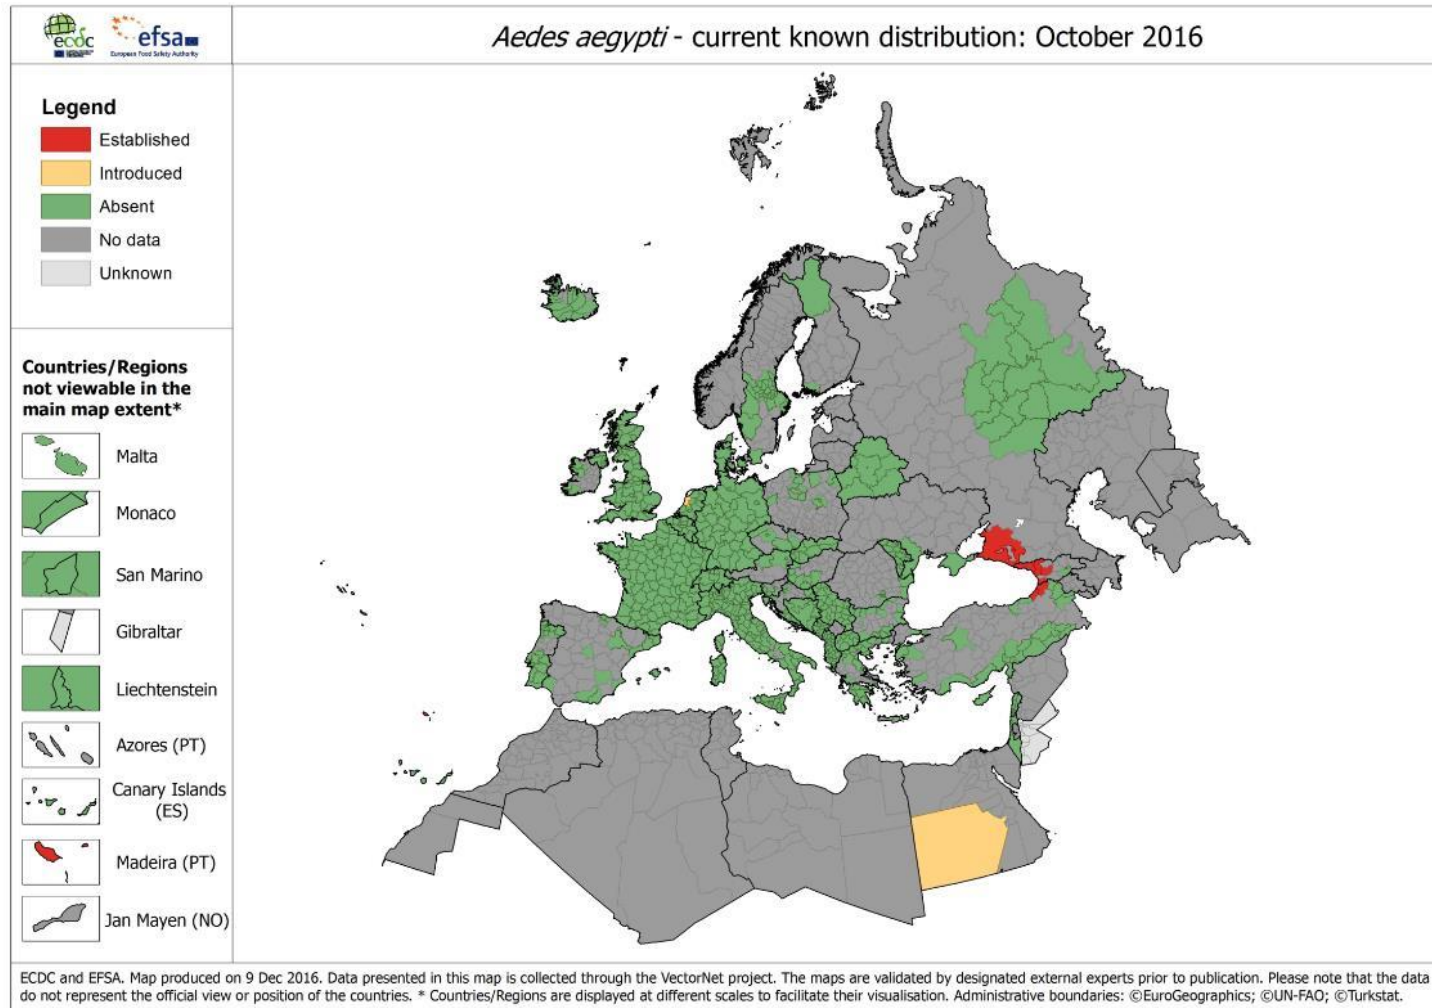 ecdc
efsa
European Food Safety Authority
Aedes aegypti - current known distribution: October 2016
Legend
Established
Introduced
Absent
No data
Unknown
Countries/Regions
not viewable in the
main map extent*
Malta
Monaco
San Marino
Gibraltar
Liechtenstein
Azores (PT)
Canary Islands
(ES)
Madeira (PT)
Jan Mayen (NO)
ECDC and EFSA. Map produced on 9 Dec 2016. Data presented in this map is collected through the VectorNet project. The maps are validated by designated external experts prior to publication. Please note that the data
do not represent the official view or position of the countries. * Countries/Regions are displayed at different scales to facilitate their visualisation. Administrative boundaries: ©EuroGeographics; ©UN-FAO; ©Turkstat.